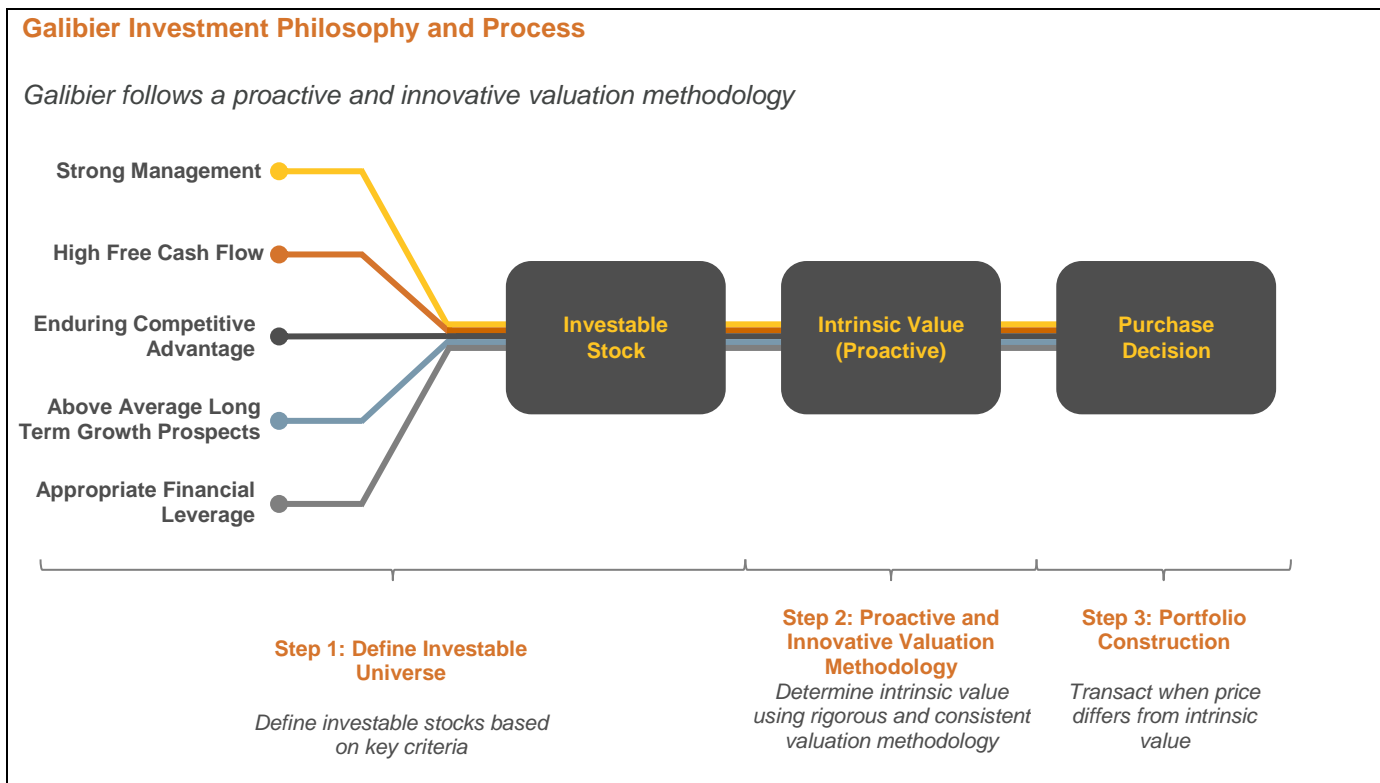 Galibier Investment Philosophy and Process
Galibier follows a proactive and innovative valuation methodology
Strong Management
High Free Cash Flow
Enduring Competitive
Advantage
Above Average Long
Term Growth Prospects
Appropriate Financial
Leverage
Investable
Stock
Intrinsic Value
(Proactive)
Purchase
Decision
Step 1: Define Investable
Universe
Define investable stocks based
on key criteria
Step 2: Proactive and
Innovative Valuation
Methodology
Determine intrinsic value
using rigorous and consistent
valuation methodology
Step 3: Portfolio
Construction
Transact when price
differs from intrinsic
value